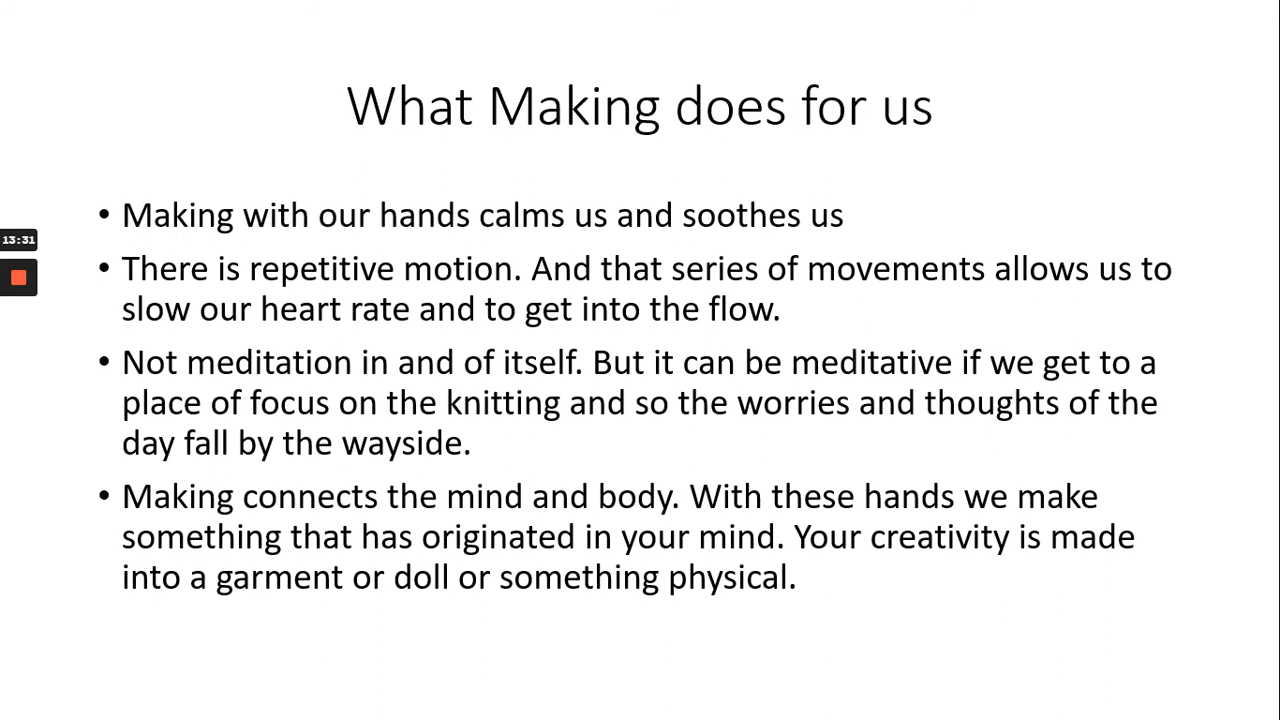 What Making does for us
• Making with our hands calms us and soothes us
13:31
• There is repetitive motion. And that series of movements allows us to
slow our heart rate and to get into the flow.
• Not meditation in and of itself. But it can be meditative if we get to a
place of focus on the knitting and so the worries and thoughts of the
day fall by the wayside.
• Making connects the mind and body. With these hands we make
something that has originated in your mind. Your creativity is made
into a garment or doll or something physical.